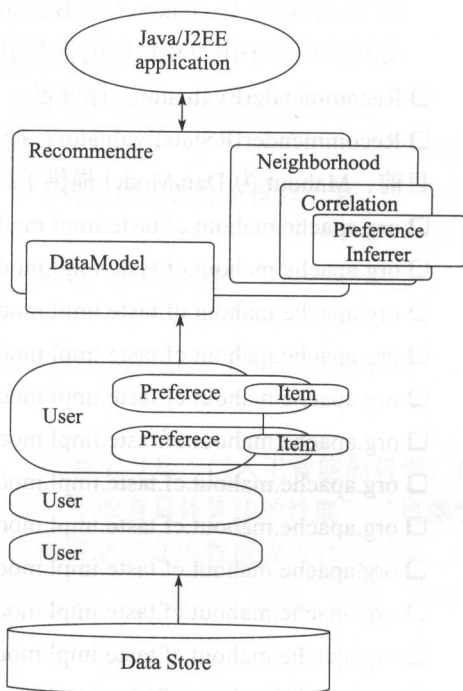 Java/J2EE
application
Recommendre
Neighborhood
Correlation
Preference
Inferrer
DataModel
Preferece
Item
User
Preferece
Item
User
User
Data Store